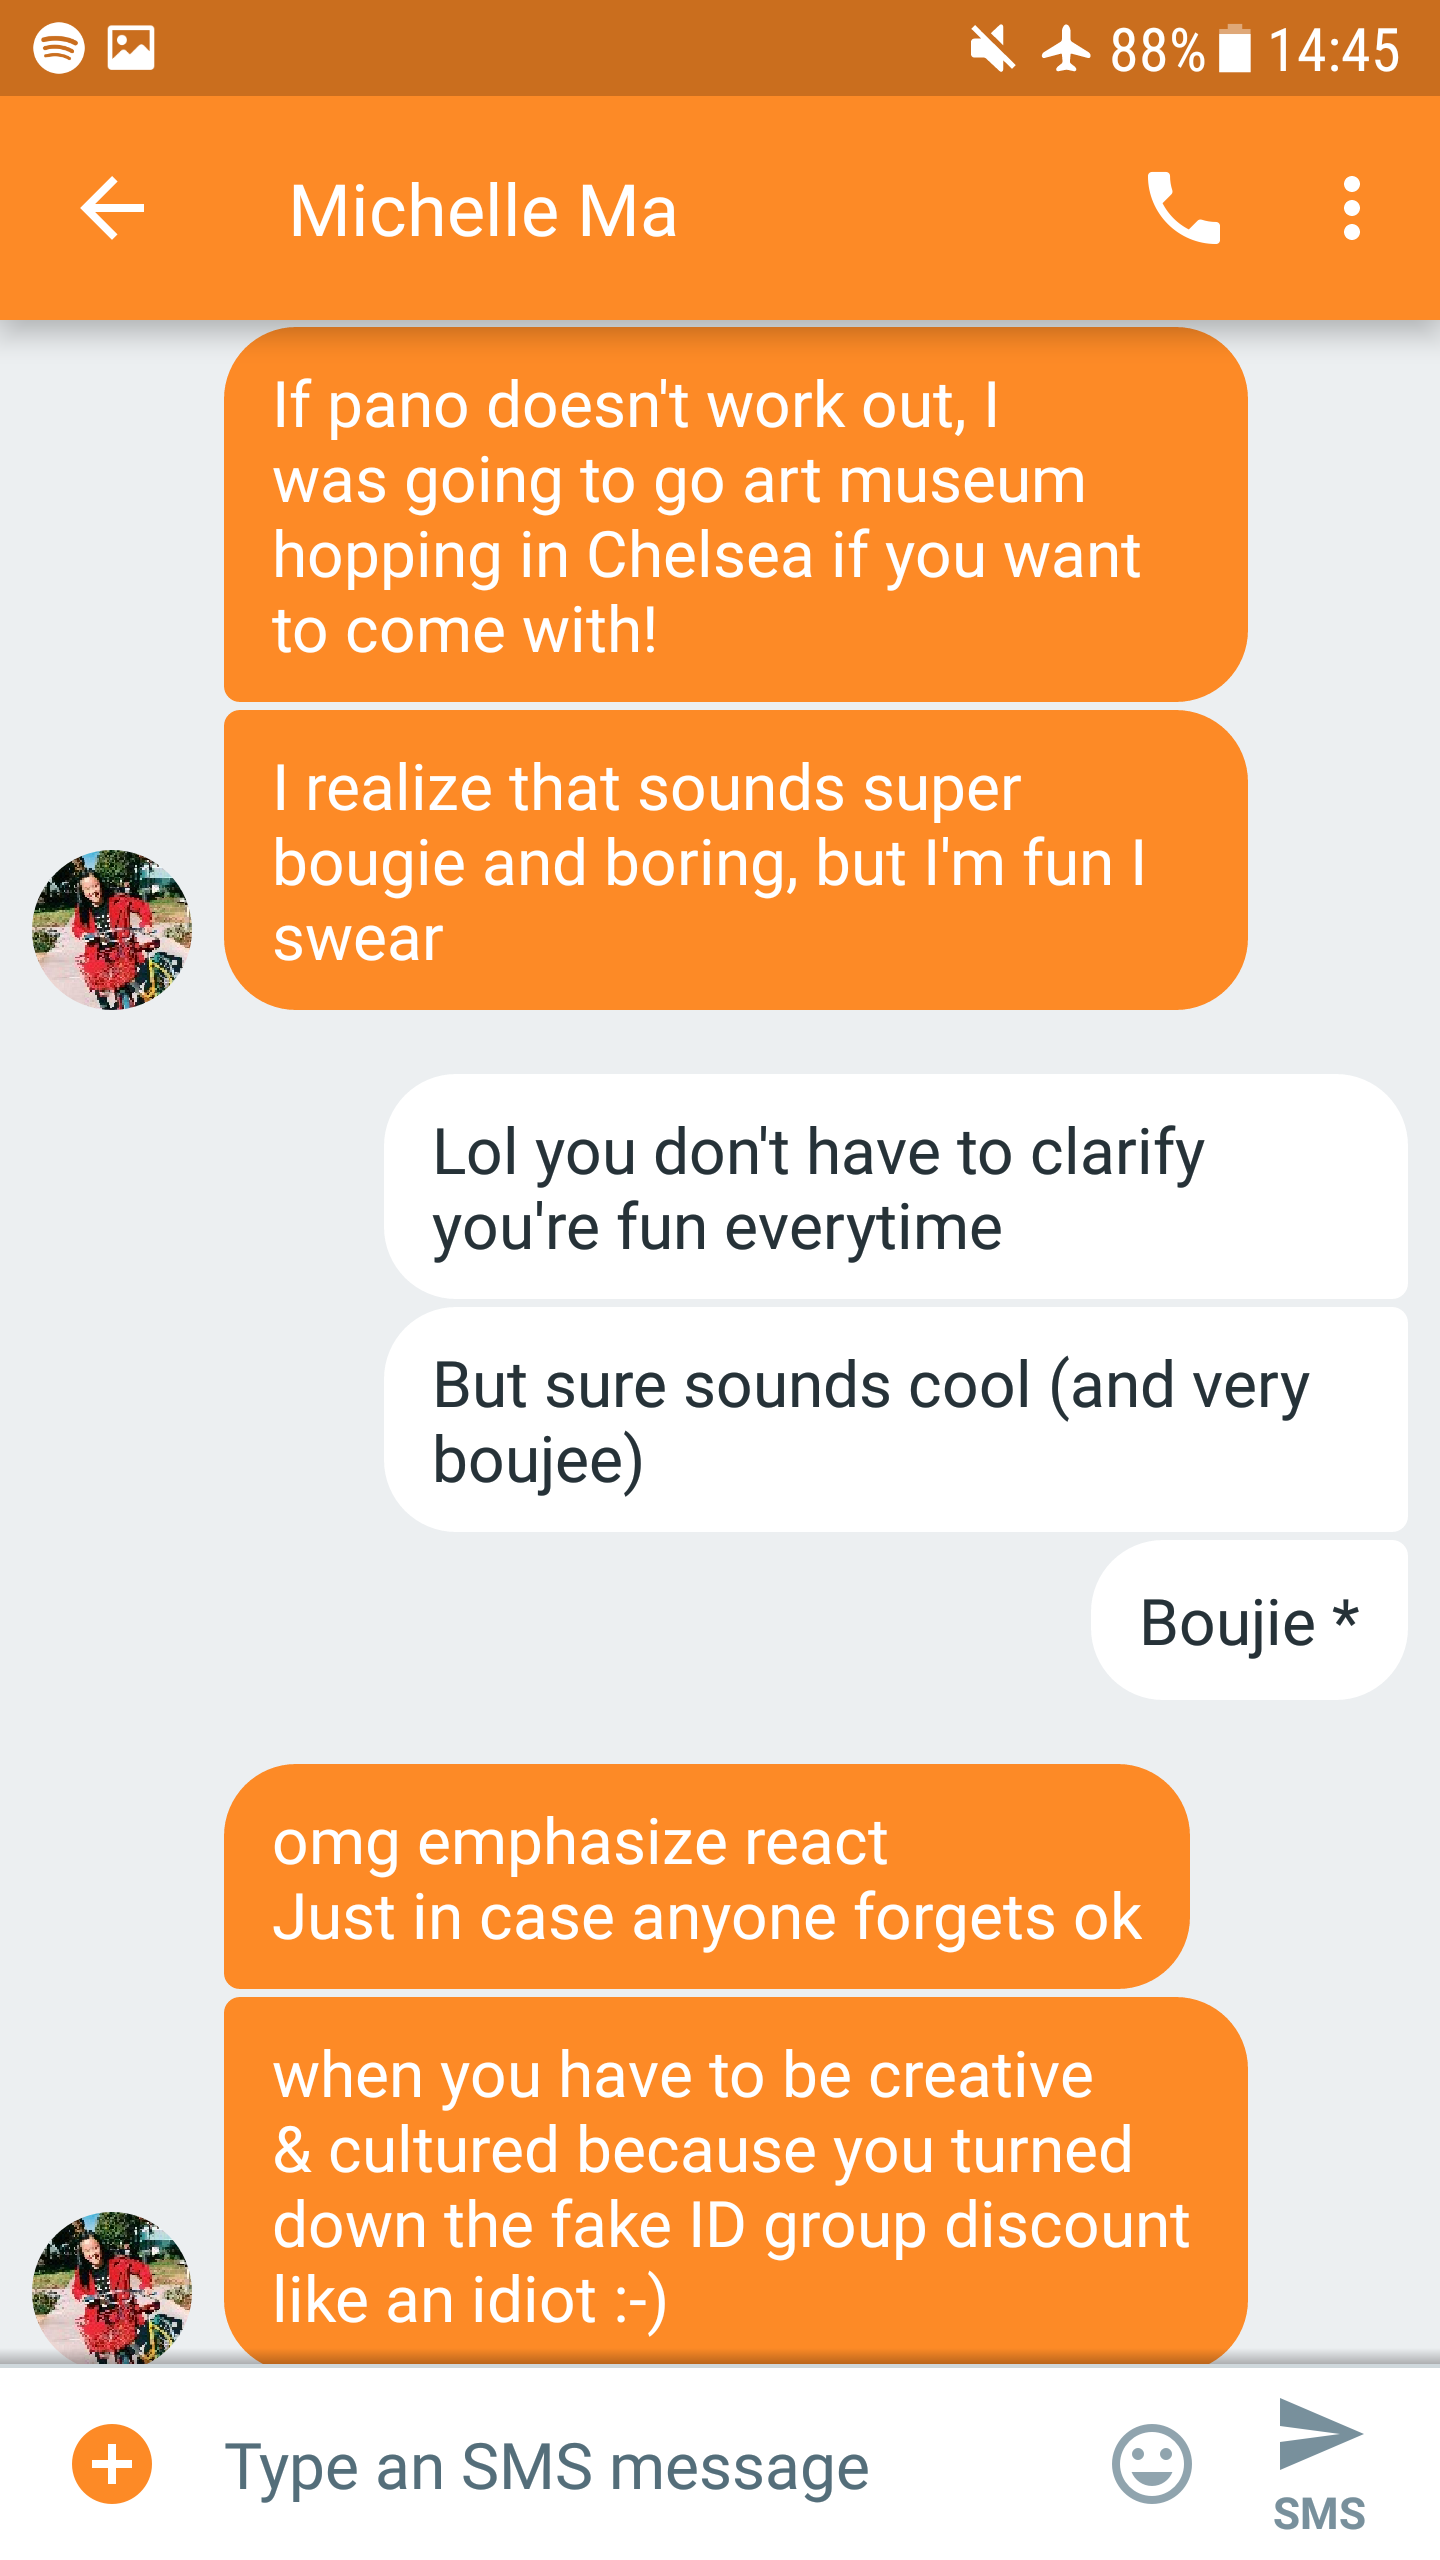 88% 14:45
Michelle Ma
If pano doesn't work out, I
was going to go art museum
hopping in Chelsea if you want
to come with!
I realize that sounds super
bougie and boring, but I'm fun I
swear
Lol you don't have to clarify
you're fun everytime
But sure sounds cool (and very
boujee)
Boujie *
omg emphasize react
Just in case anyone forgets ok
when you have to be creative
& cultured because you turned
down the fake ID group discount
like an idiot :-)
Type an SMS message
SMS